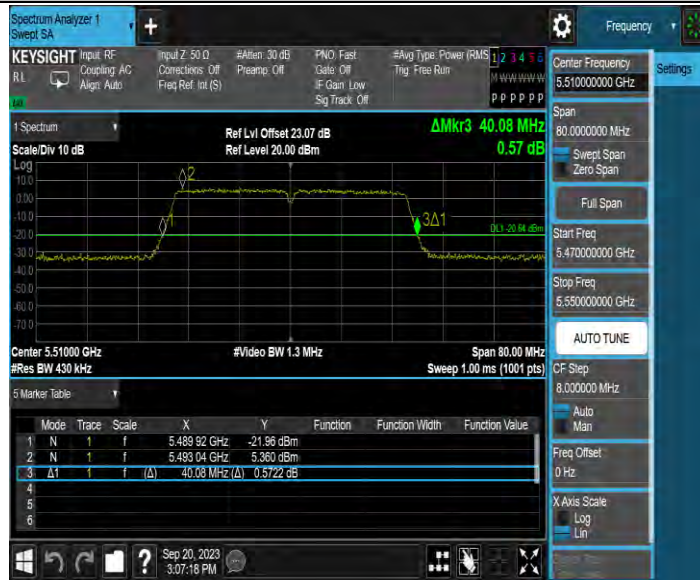 Spectrum Analyzer 1
Swept SA
Frequency
KEYSIGHT
RL
Input: RF
Coupling: AC
Align: Auto
Input Z: 50 Ω
Corrections: Off
Freq Ref: Int (S)
#Atten: 30 dB
Preamp: Off
PNO: Fast
Gate: Off
IF Gain: Low
Sig Track: Off
#Avg Type: Power (RMS
Trig: Free Run
1 2 3 4 5 6
M W W W W W
P P P P P P
Settings
1 Spectrum
Scale/Div 10 dB
Ref Lvl Offset 23.07 dB
Ref Level 20.00 dBm
ΔMkr3 40.08 MHz
0.57 dB
Log
10.0
0.00
-10.0
-20.0
-30.0
-40.0
-50.0
-60.0
-70.0
2
1
3Δ1
DL1 -20.64 dBm
Center 5.51000 GHz
#Video BW 1.3 MHz
Span 80.00 MHz
#Res BW 430 kHz
Sweep 1.00 ms (1001 pts)
5 Marker Table
Mode Trace Scale X Y Function Function Width Function Value
1 N 1 f 5.489 92 GHz -21.96 dBm
2 N 1 f 5.493 04 GHz 5.360 dBm
3 Δ1 1 f (Δ) 40.08 MHz (Δ) 0.5722 dB
4
5
6
Sep 20, 2023
3:07:18 PM
Center Frequency
5.510000000 GHz
Span
80.0000000 MHz
Swept Span
Zero Span
Full Span
Start Freq
5.470000000 GHz
Stop Freq
5.550000000 GHz
AUTO TUNE
CF Step
8.000000 MHz
Auto
Man
Freq Offset
0 Hz
X Axis Scale
Log
Lin